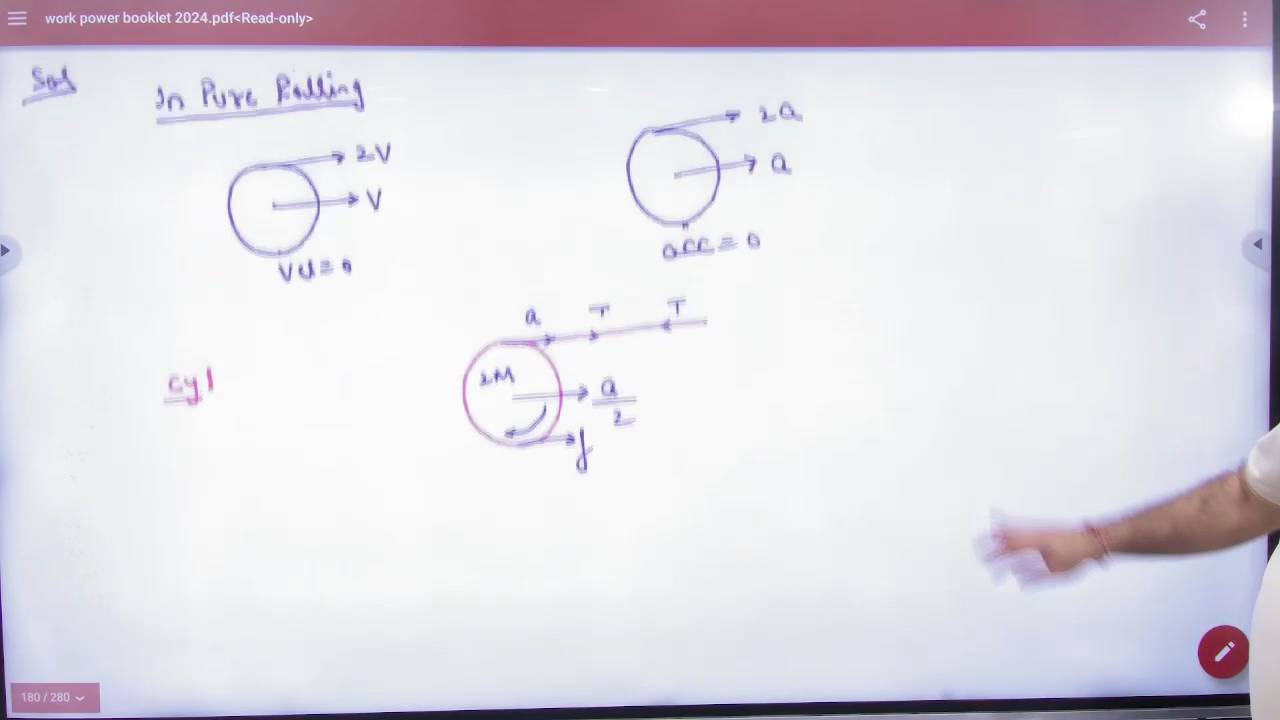 work power booklet 2024.pdf<Read-only>
Sol
In Pure Rolling
2V
V
Vel = 0
2a
a
acc = 0
a T T
2M
a/2
f
Cyl
180 / 280